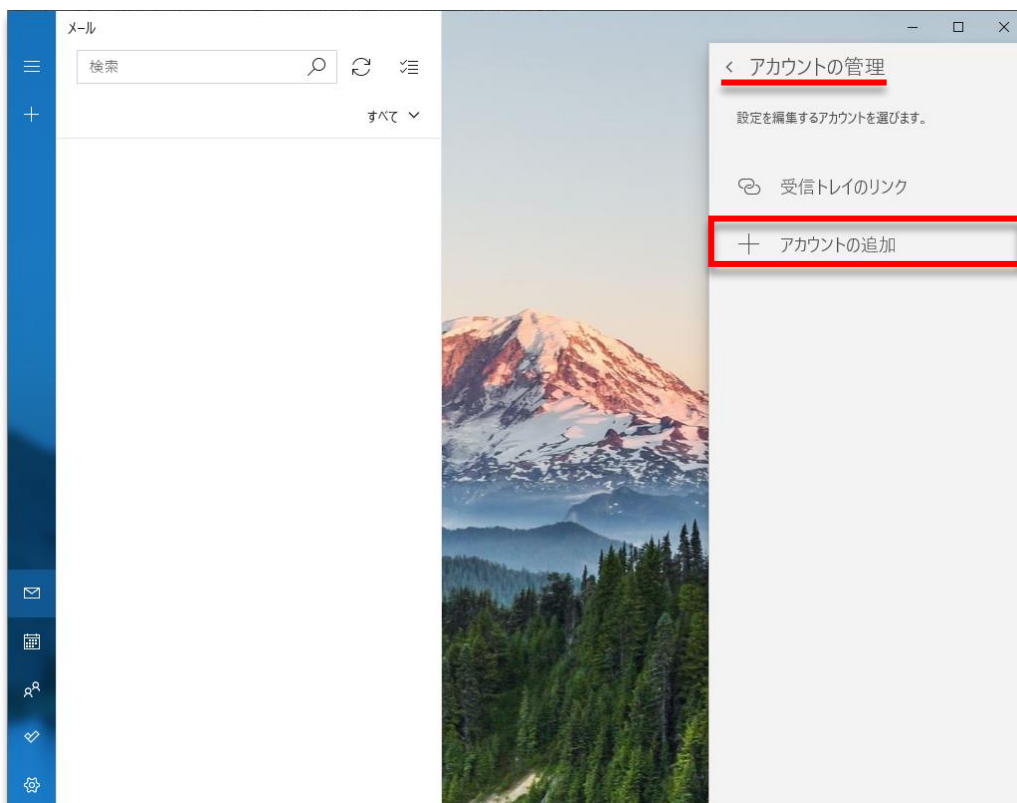 メール
検索
すべて
アカウントの管理
設定を編集するアカウントを選びます。
受信トレイのリンク
アカウントの追加